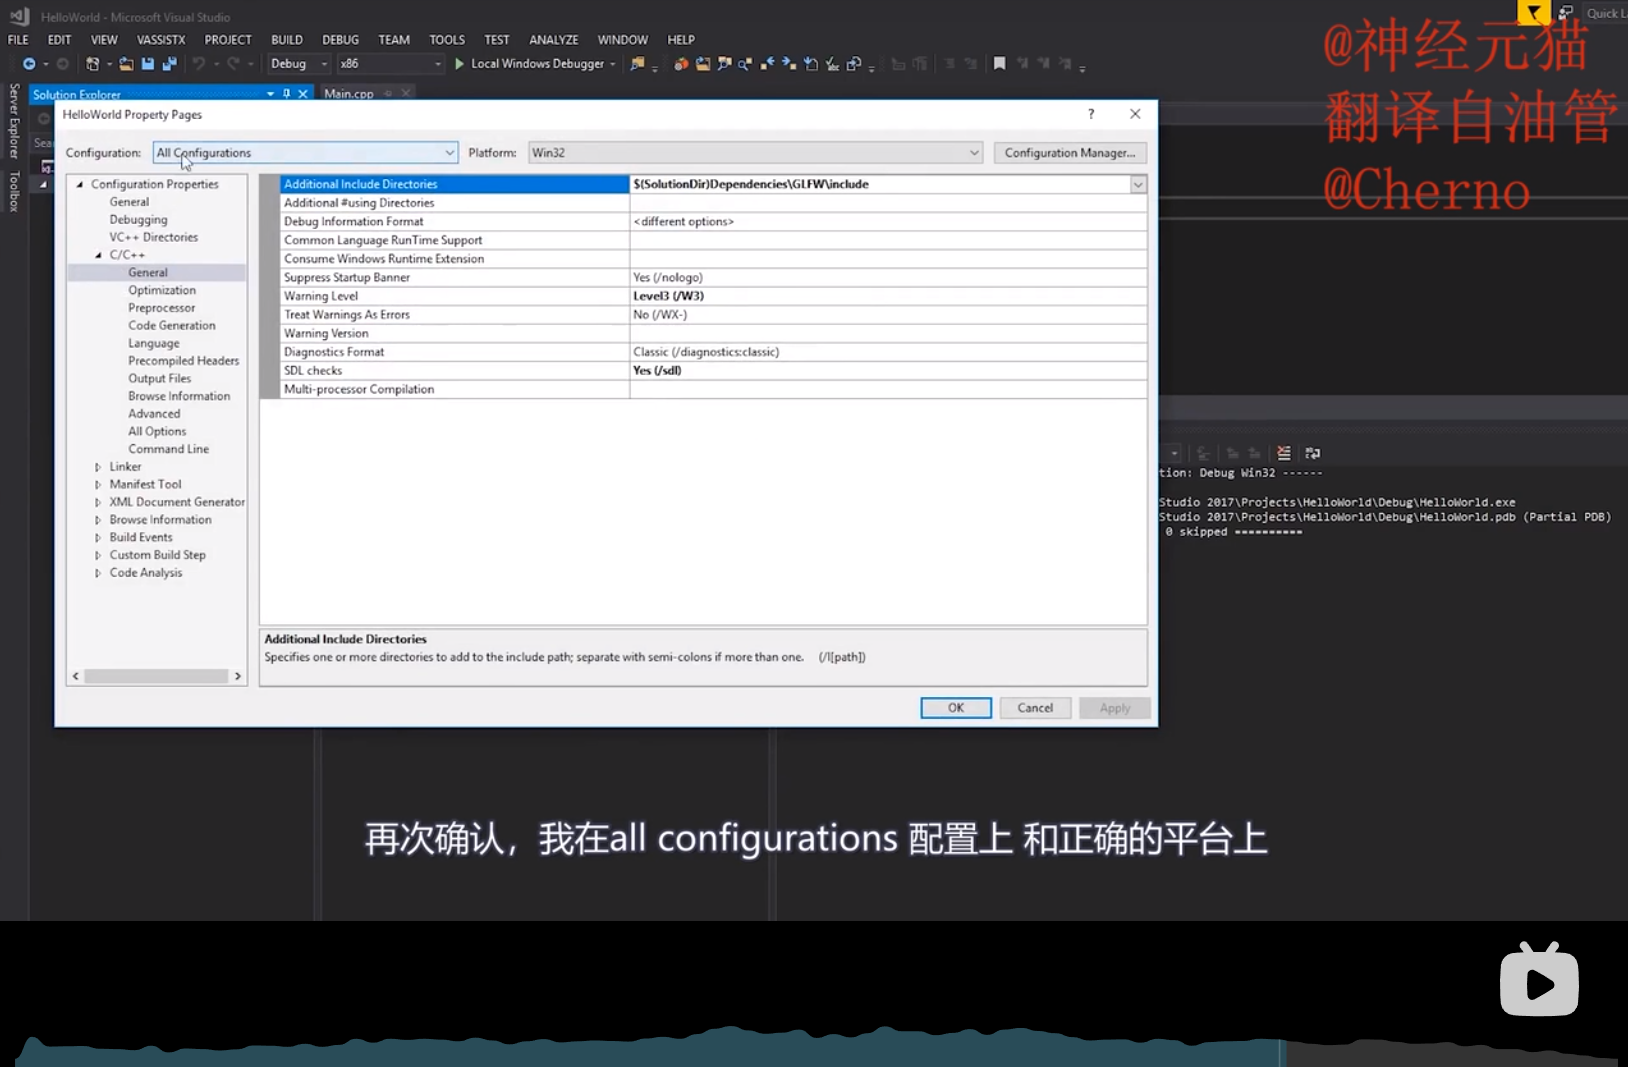 HelloWorld - Microsoft Visual Studio
Quick L
FILE EDIT VIEW VASSISTX PROJECT BUILD DEBUG TEAM TOOLS TEST ANALYZE WINDOW HELP
Debug x86 Local Windows Debugger
@神经元猫
翻译自油管
@Cherno
Server Explorer
Toolbox
Solution Explorer
Main.cpp
Sea
HelloWorld Property Pages
Configuration: All Configurations Platform: Win32 Configuration Manager...
Configuration Properties
General
Debugging
VC++ Directories
C/C++
General
Optimization
Preprocessor
Code Generation
Language
Precompiled Headers
Output Files
Browse Information
Advanced
All Options
Command Line
Linker
Manifest Tool
XML Document Generator
Browse Information
Build Events
Custom Build Step
Code Analysis
Additional Include Directories $(SolutionDir)Dependencies\GLFW\include
Additional #using Directories
Debug Information Format <different options>
Common Language RunTime Support
Consume Windows Runtime Extension
Suppress Startup Banner Yes (/nologo)
Warning Level Level3 (/W3)
Treat Warnings As Errors No (/WX-)
Warning Version
Diagnostics Format Classic (/diagnostics:classic)
SDL checks Yes (/sdl)
Multi-processor Compilation
Additional Include Directories
Specifies one or more directories to add to the include path; separate with semi-colons if more than one. (/I[path])
OK Cancel Apply
tion: Debug Win32 ------
Studio 2017\Projects\HelloWorld\Debug\HelloWorld.exe
Studio 2017\Projects\HelloWorld\Debug\HelloWorld.pdb (Partial PDB)
0 skipped ==========
再次确认，我在all configurations 配置上 和正确的平台上